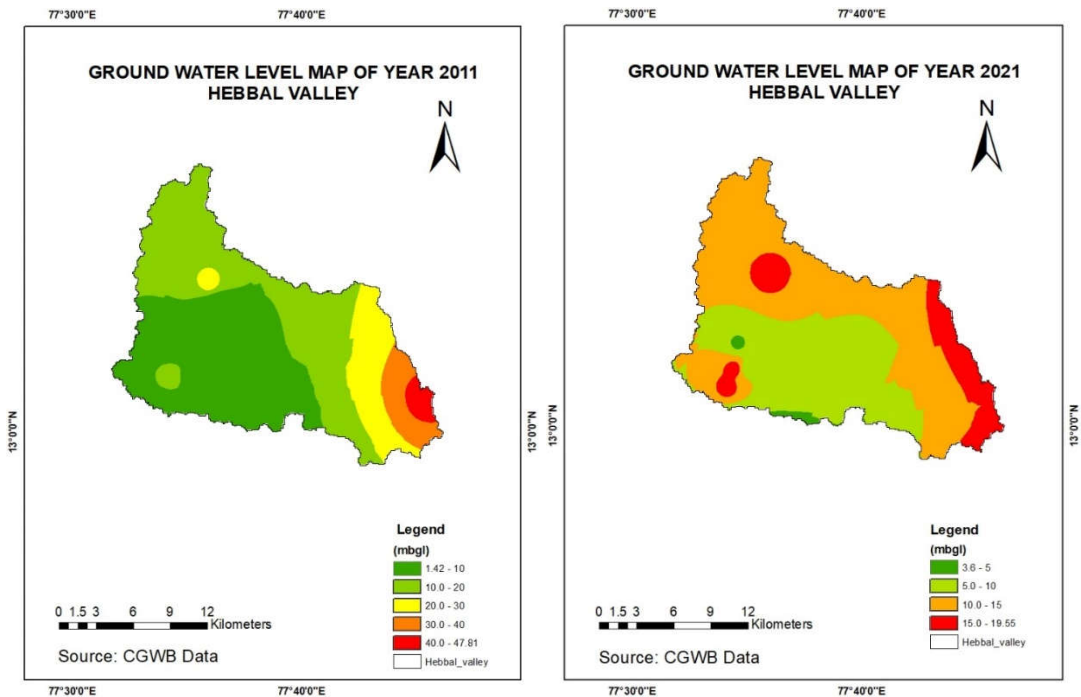 77°30'0"E 77°40'0"E
GROUND WATER LEVEL MAP OF YEAR 2011
HEBBAL VALLEY
N
13°0'0"N
13°0'0"N
Legend
(mbgl)
1.42 - 10
10.0 - 20
20.0 - 30
30.0 - 40
40.0 - 47.81
Hebbal_valley
0 1.5 3 6 9 12
Kilometers
Source: CGWB Data
77°30'0"E 77°40'0"E
77°30'0"E 77°40'0"E
GROUND WATER LEVEL MAP OF YEAR 2021
HEBBAL VALLEY
N
13°0'0"N
13°0'0"N
Legend
(mbgl)
3.6 - 5
5.0 - 10
10.0 - 15
15.0 - 19.55
Hebbal_valley
0 1.5 3 6 9 12
Kilometers
Source: CGWB Data
77°30'0"E 77°40'0"E